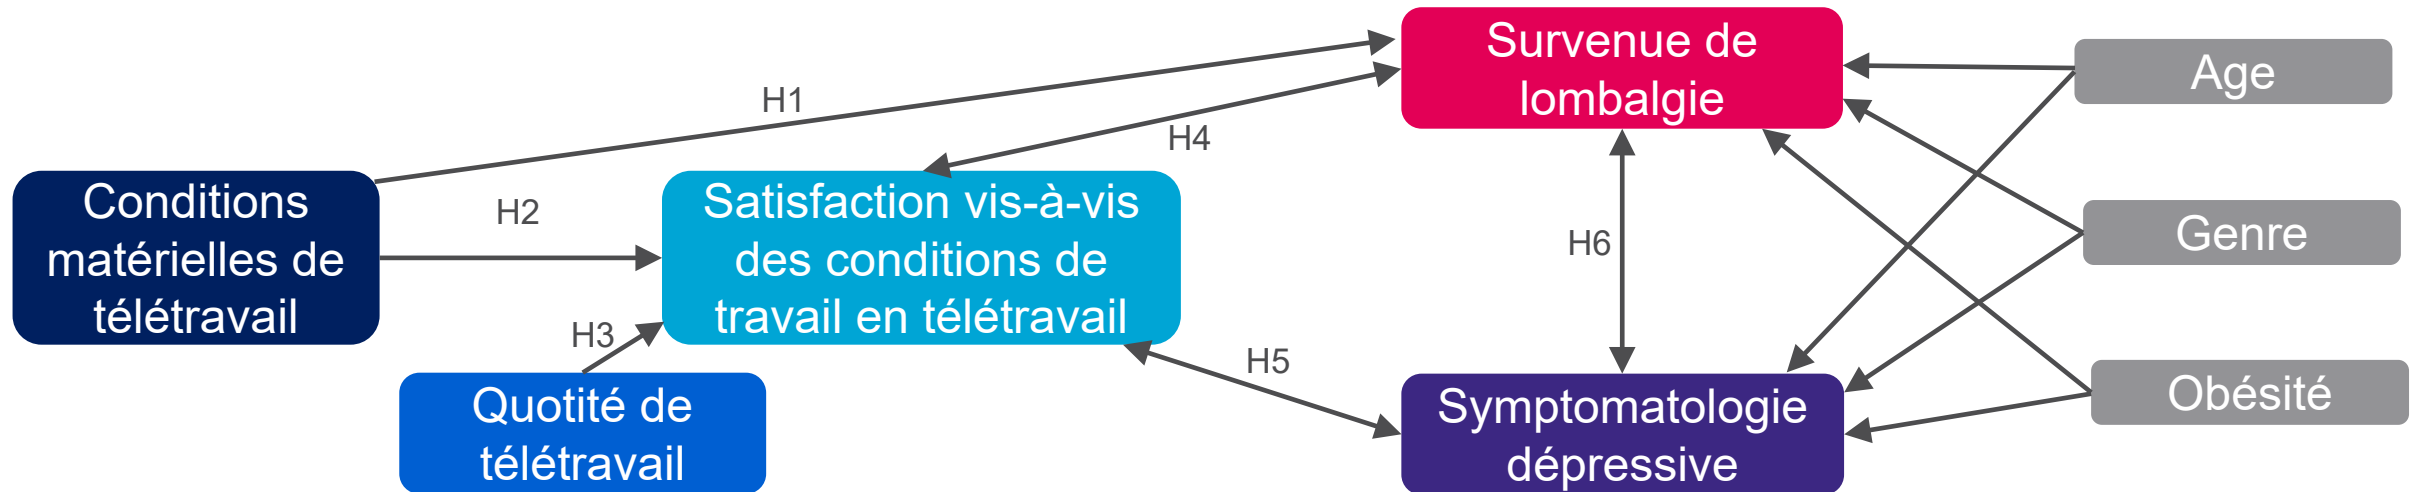 Survenue de
lombalgie
Age
H1
H4
Conditions
matérielles de
télétravail
H2
Satisfaction vis-à-vis
des conditions de
travail en télétravail
H6
Genre
H3
H5
Quotité de
télétravail
Symptomatologie
dépressive
Obésité